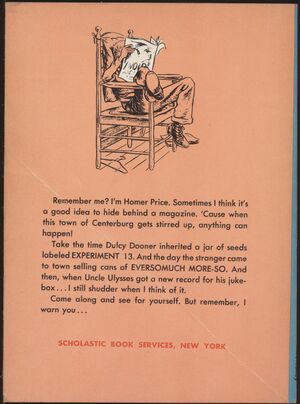 Remember me? I'm Homer Price. Sometimes I think it's
a good idea to hide behind a magazine. 'Cause when
this town of Centerburg gets stirred up, anything can
happen!
Take the time Dulcy Dooner inherited a jar of seeds
labeled EXPERIMENT 13. And the day the stranger came
to town selling cans of EVERSOMUCH MORE-SO. And
then, when Uncle Ulysses got a new record for his juke-
box...I still shudder when I think of it.
Come along and see for yourself. But remember, I
warn you...
SCHOLASTIC BOOK SERVICES, NEW YORK